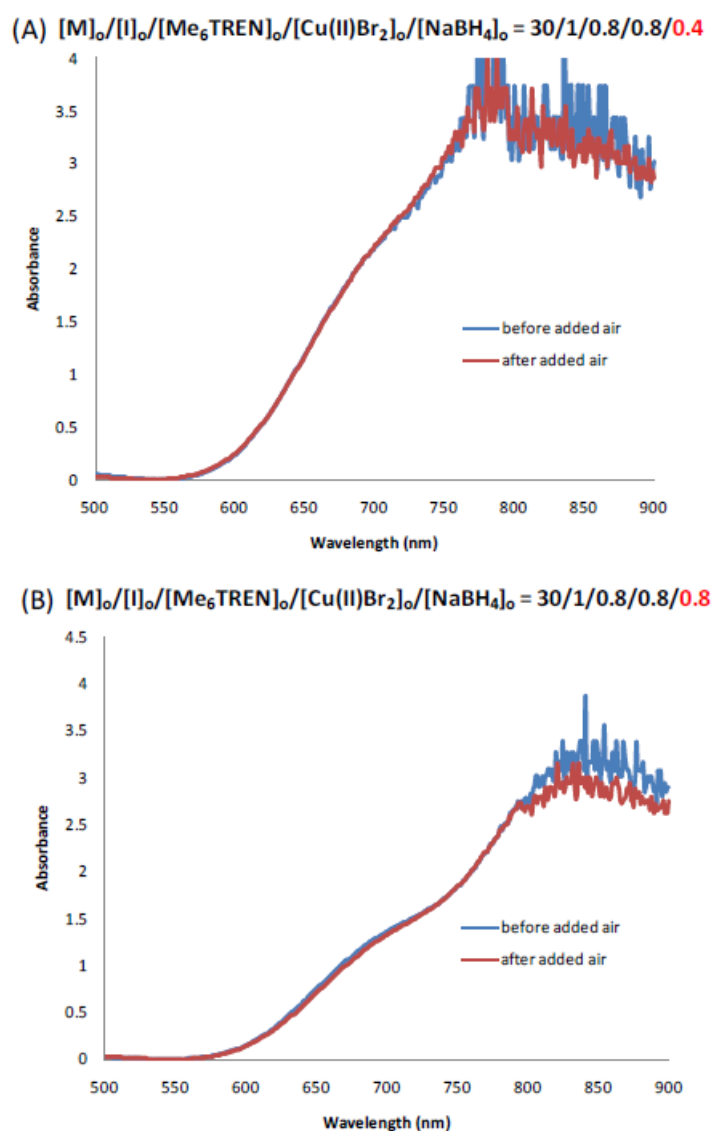 (A) [M]ₒ/[I]ₒ/[Me₆TREN]ₒ/[Cu(II)Br₂]ₒ/[NaBH₄]ₒ = 30/1/0.8/0.8/0.4
4
3.5
3
2.5
2
1.5
1
0.5
0
Absorbance
before added air
after added air
500 550 600 650 700 750 800 850 900
Wavelength (nm)
(B) [M]ₒ/[I]ₒ/[Me₆TREN]ₒ/[Cu(II)Br₂]ₒ/[NaBH₄]ₒ = 30/1/0.8/0.8/0.8
4.5
4
3.5
3
2.5
2
1.5
1
0.5
0
Absorbance
before added air
after added air
500 550 600 650 700 750 800 850 900
Wavelength (nm)